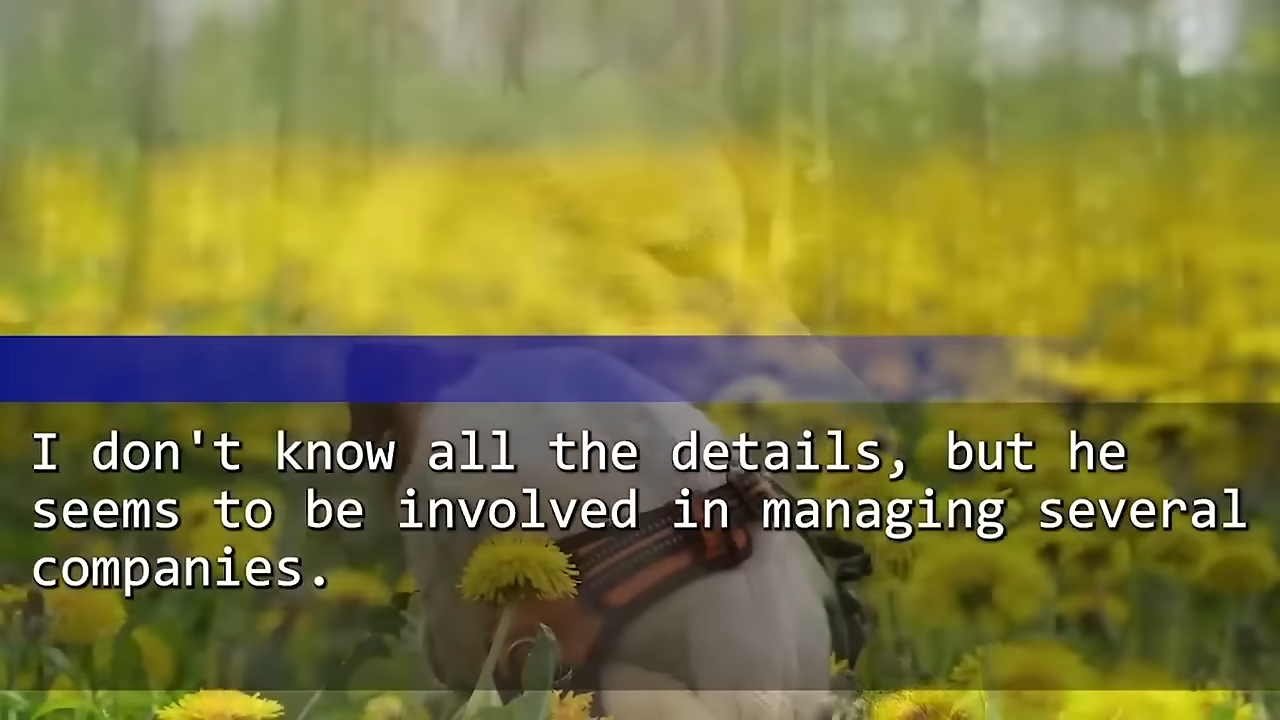 I don't know all the details, but he
seems to be involved in managing several
companies.